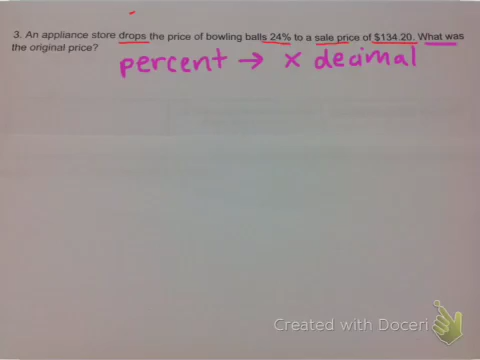 3. An appliance store drops the price of bowling balls 24% to a sale price of $134.20. What was
the original price?
percent → x decimal
Created with Doceri